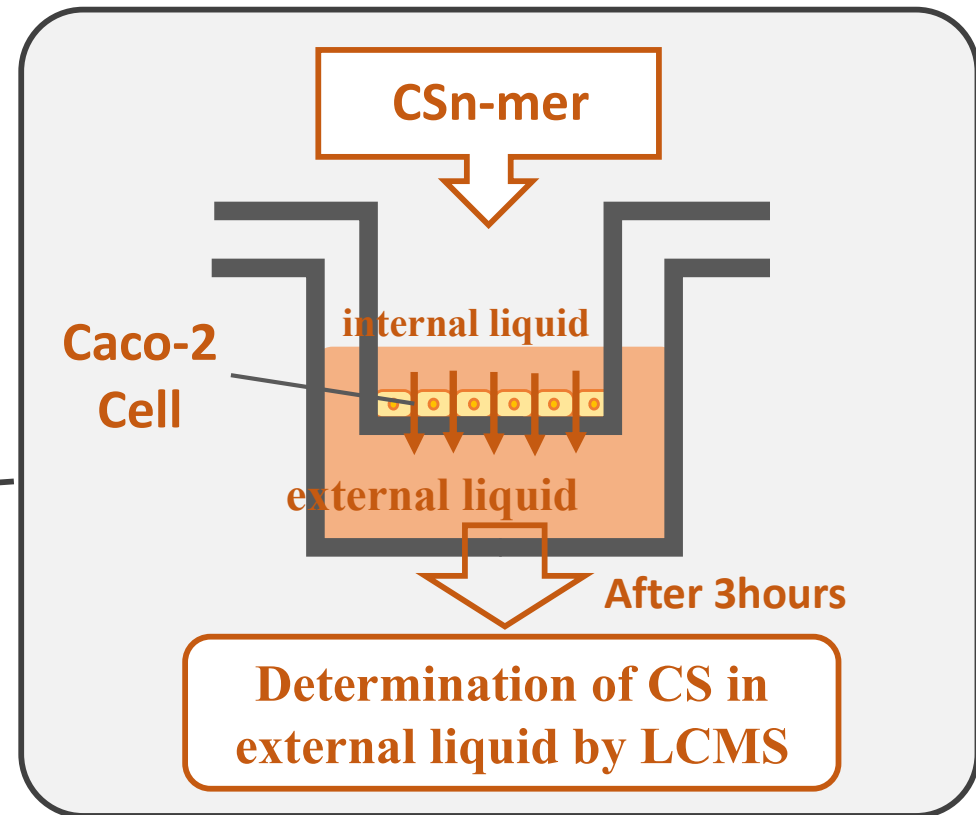 CSn-mer
internal liquid
Caco-2
Cell
external liquid
After 3hours
Determination of CS in
external liquid by LCMS